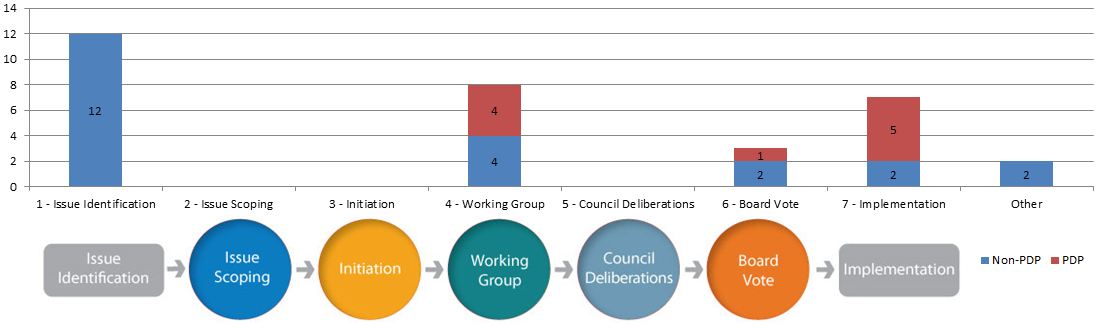 14
12
10
8
6
4
2
0
12
4
4
1
2
5
2
2
1 - Issue Identification
2 - Issue Scoping
3 - Initiation
4 - Working Group
5 - Council Deliberations
6 - Board Vote
7 - Implementation
Other
Issue
Identification
Issue
Scoping
Initiation
Working
Group
Council
Deliberations
Board
Vote
Implementation
Non-PDP
PDP